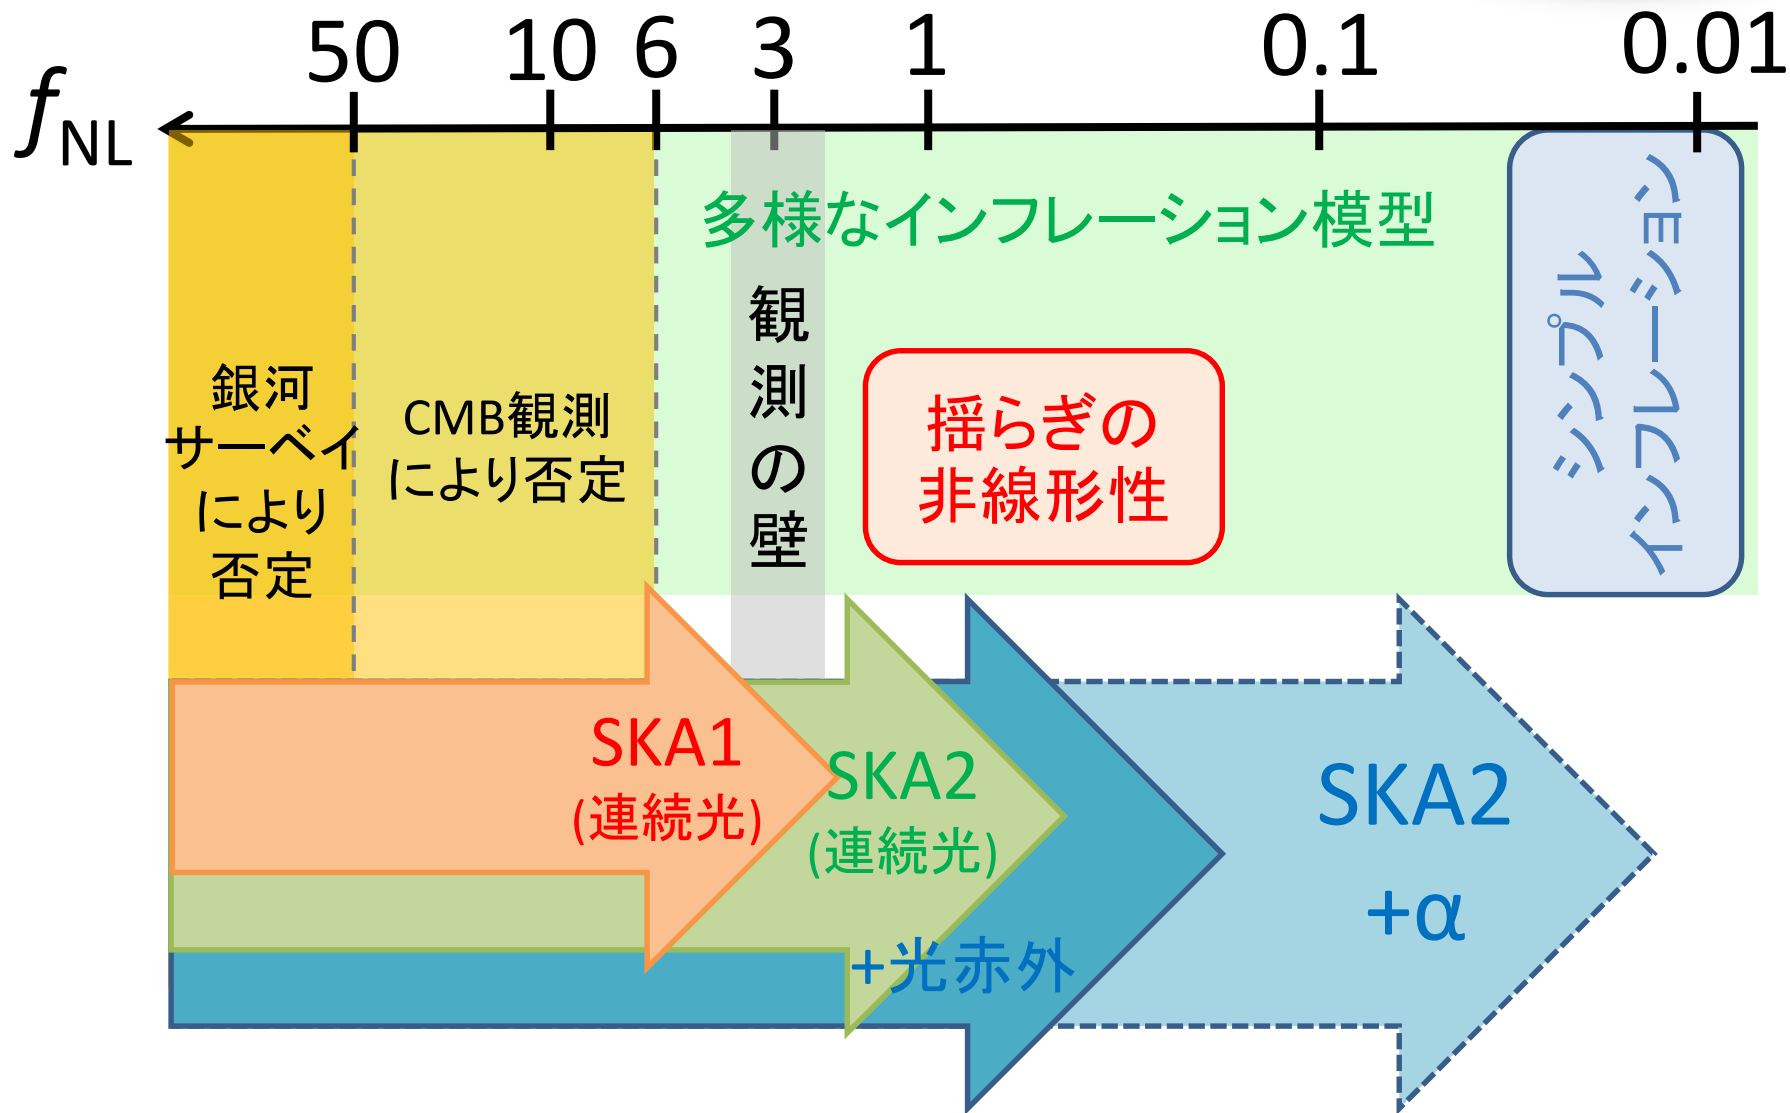 50 10 6 3 1 0.1 0.01
fNL
多様なインフレーション模型
シンプル
インフレーション
観測の壁
銀河
サーベイ
により
否定
CMB観測
により否定
揺らぎの
非線形性
SKA1
(連続光)
SKA2
(連続光)
+光赤外
SKA2
+α